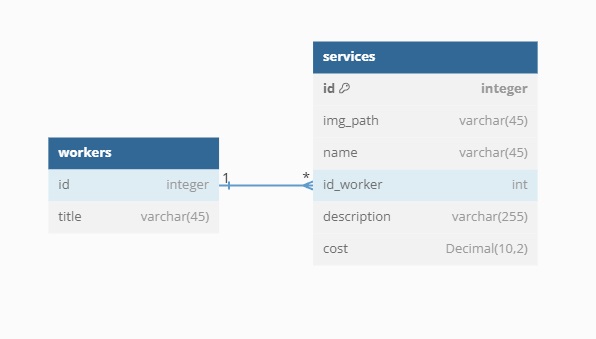 workers
id integer
title varchar(45)
1 *
services
id integer
img_path varchar(45)
name varchar(45)
id_worker int
description varchar(255)
cost Decimal(10,2)